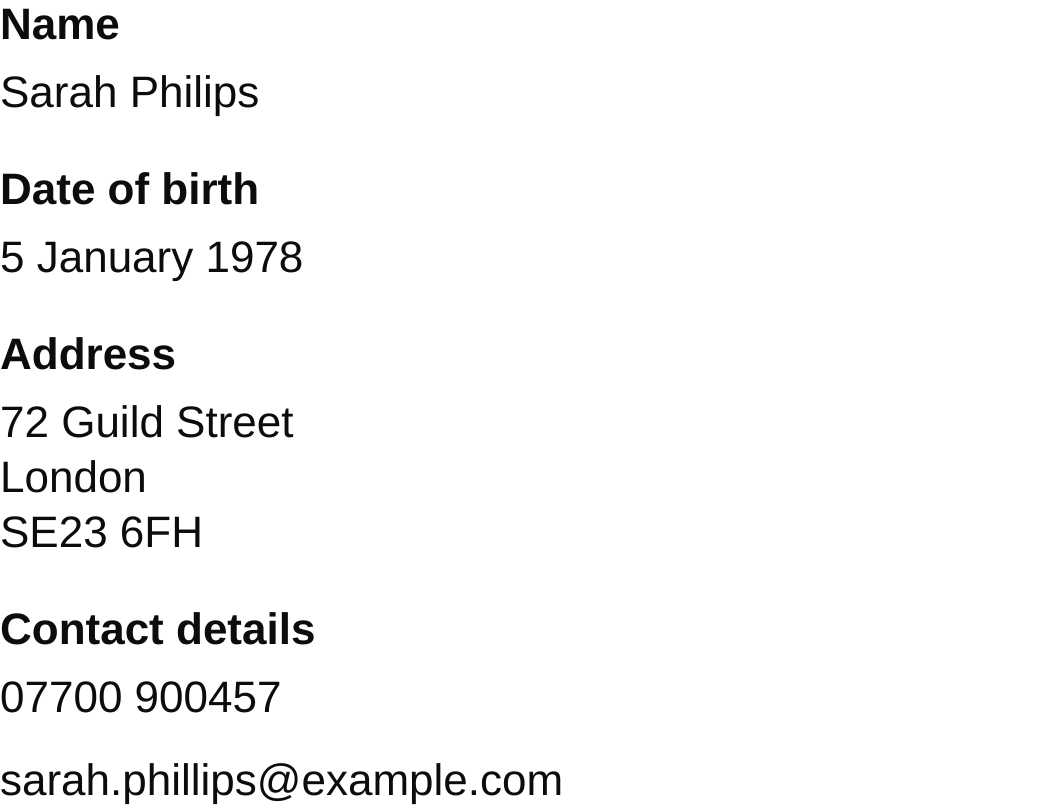 Name
Sarah Philips
Date of birth
5 January 1978
Address
72 Guild Street
London
SE23 6FH
Contact details
07700 900457
sarah.phillips@example.com